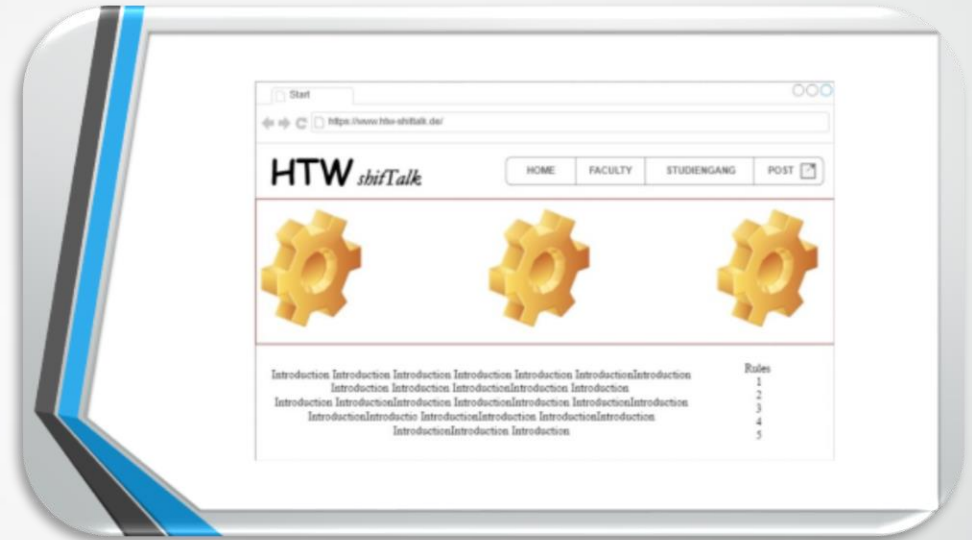 Start
https://www.htw-shiftalk.de/
HTW shifTalk
HOME FACULTY STUDIENGANG POST
Introduction Introduction Introduction Introduction Introduction IntroductionIntroduction
Introduction Introduction IntroductionIntroduction Introduction
Introduction IntroductionIntroduction IntroductionIntroduction IntroductionIntroduction
IntroductionIntroductio IntroductionIntroduction IntroductionIntroduction
IntroductionIntroduction Introduction
Rules
1
2
3
4
5